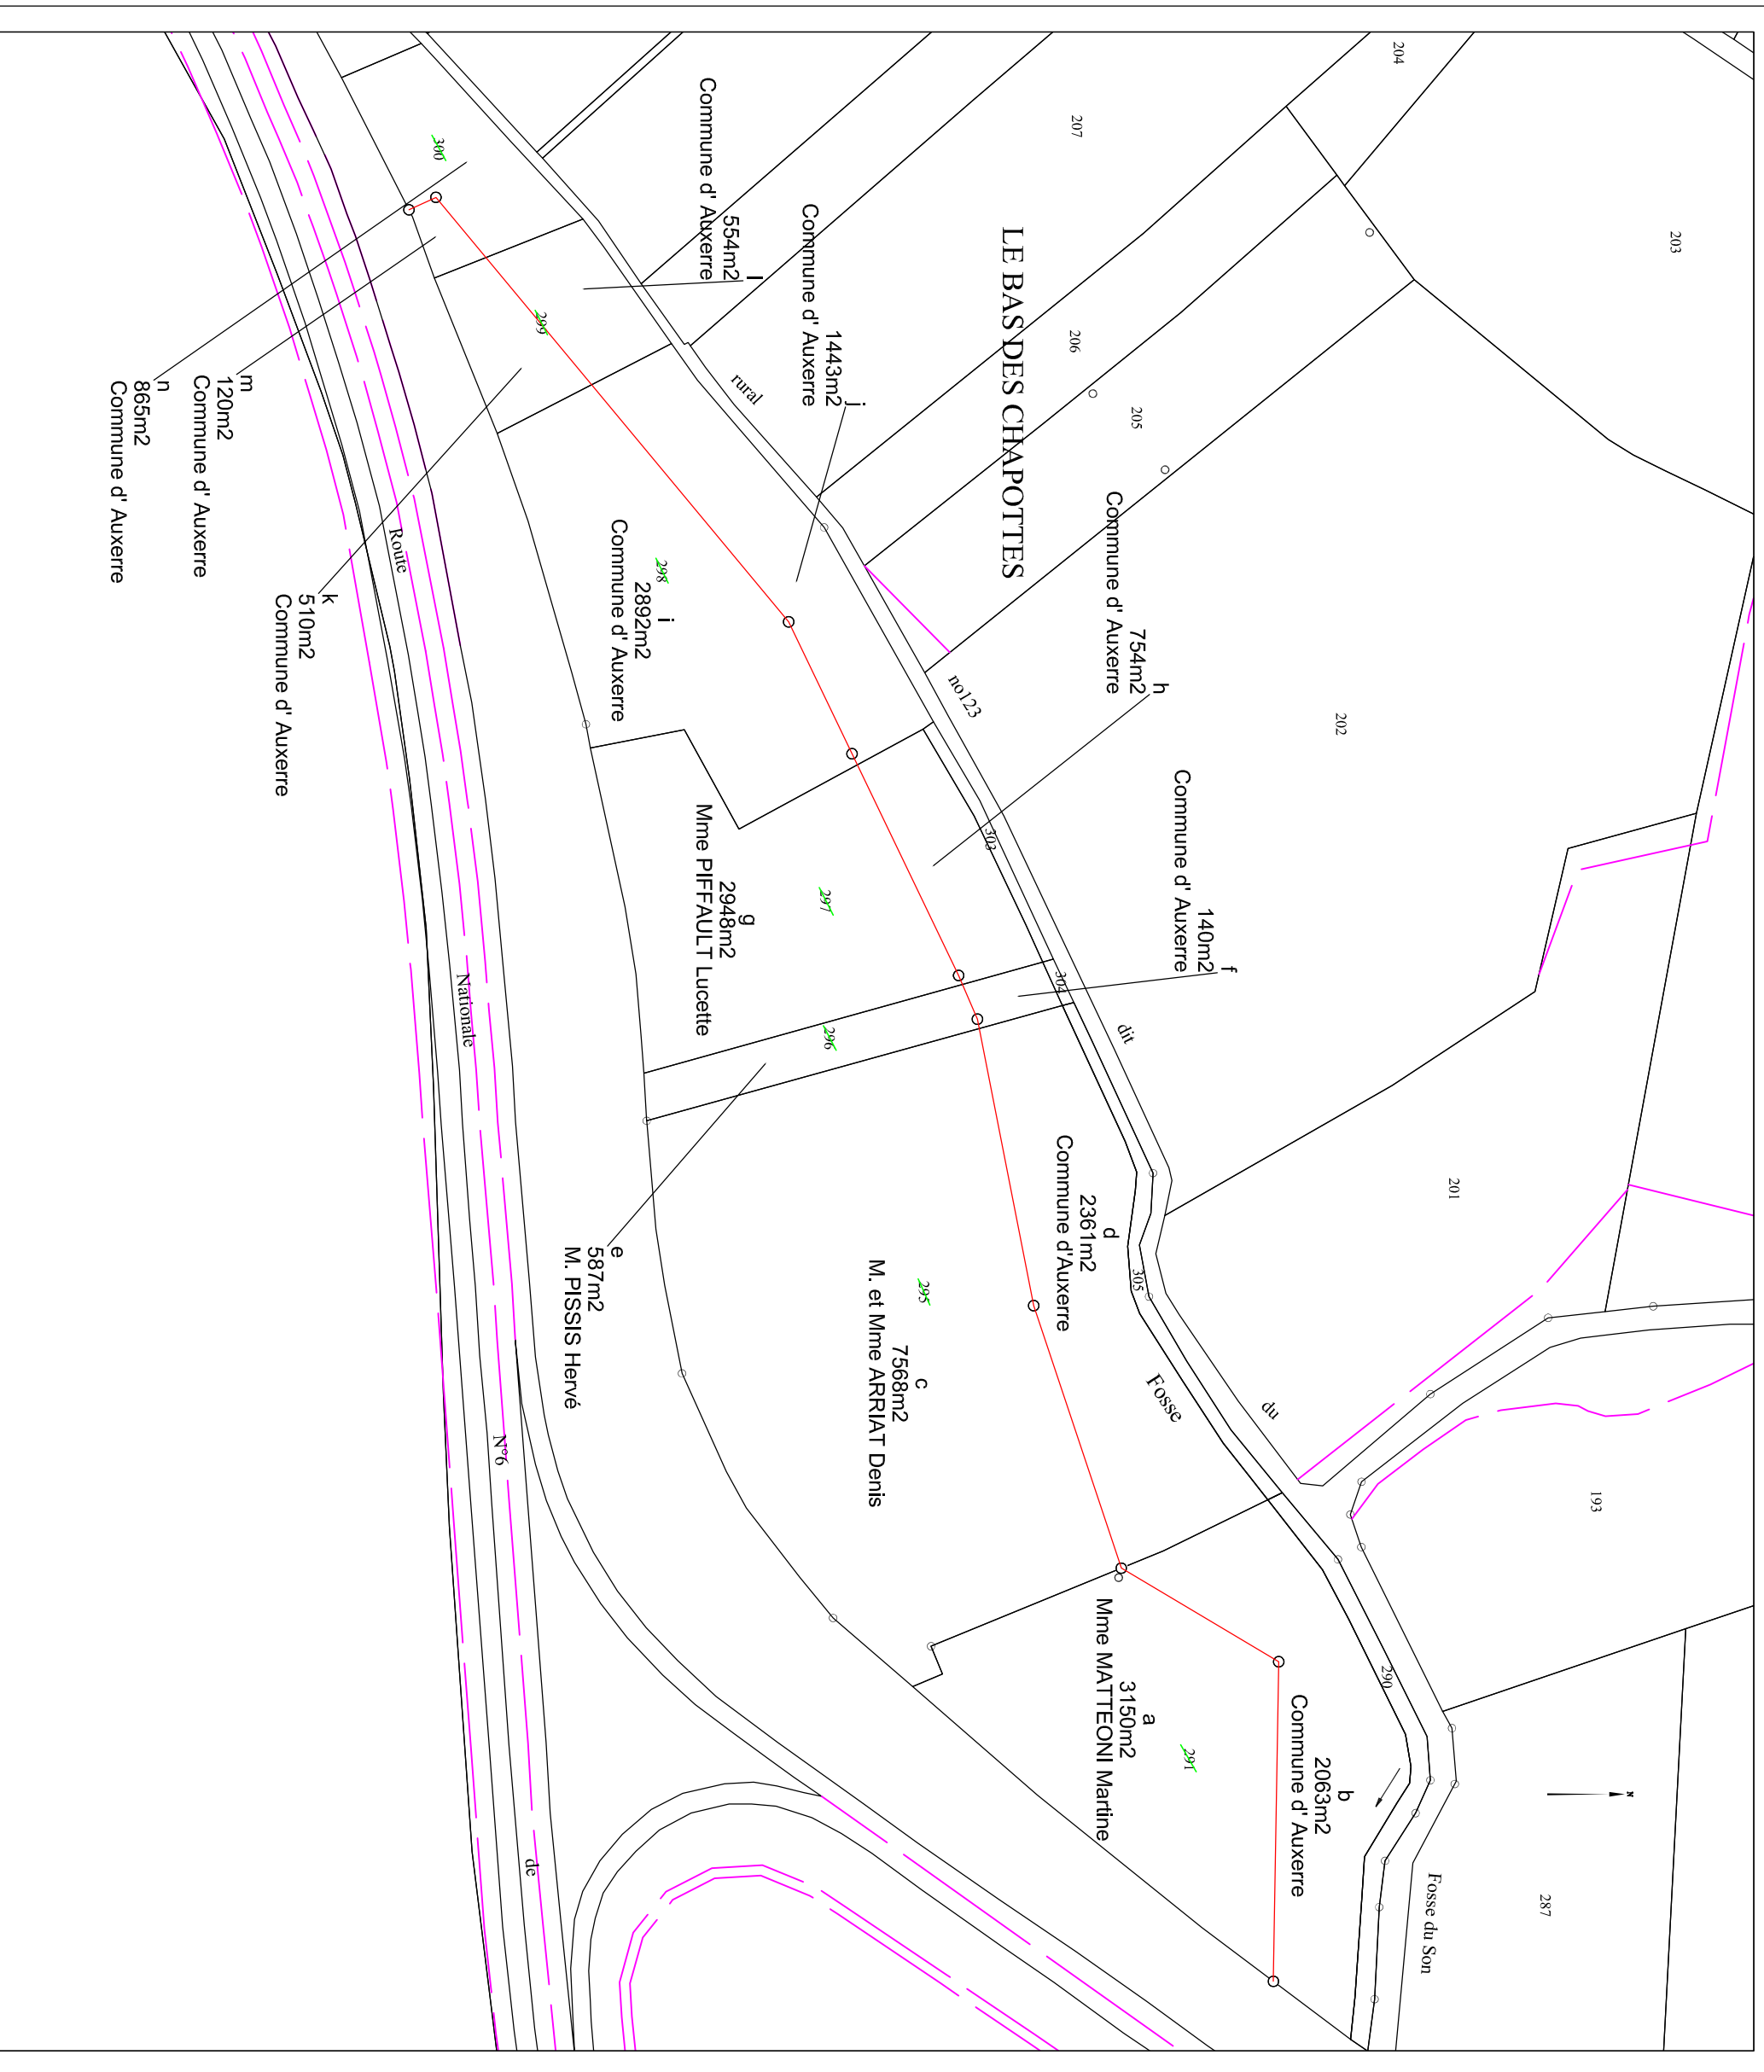 203
204
207
LE BAS DES CHAPOTTES
206
205
202
201
193
287
290
305
304
303
300
299
298
297
296
295
291
l
554m2
Commune d' Auxerre
j
1443m2
Commune d' Auxerre
h
754m2
Commune d' Auxerre
f
140m2
Commune d' Auxerre
d
2361m2
Commune d'Auxerre
b
2063m2
Commune d' Auxerre
a
3150m2
Mme MATTEONI Martine
c
7568m2
M. et Mme ARRIAT Denis
e
587m2
M. PISSIS Hervé
g
2948m2
Mme PIFFAULT Lucette
i
2892m2
Commune d' Auxerre
k
510m2
Commune d' Auxerre
m
120m2
Commune d' Auxerre
n
865m2
Commune d' Auxerre
rural
no123
dit
du
Fosse
Fosse du Son
Route
Nationale
N°6
de
N